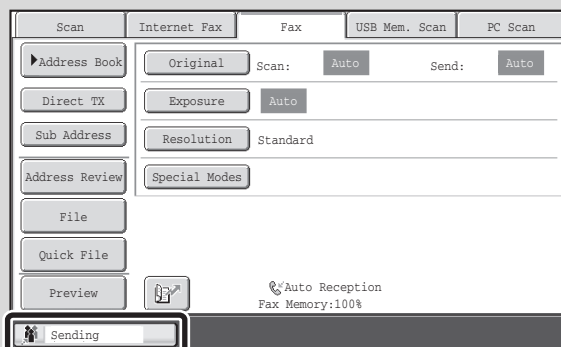 Scan Internet Fax Fax USB Mem. Scan PC Scan
Address Book Original Scan: Auto Send: Auto
Direct TX Exposure Auto
Sub Address Resolution Standard
Address Review Special Modes
File
Quick File
Preview Auto Reception
Fax Memory:100%
Sending